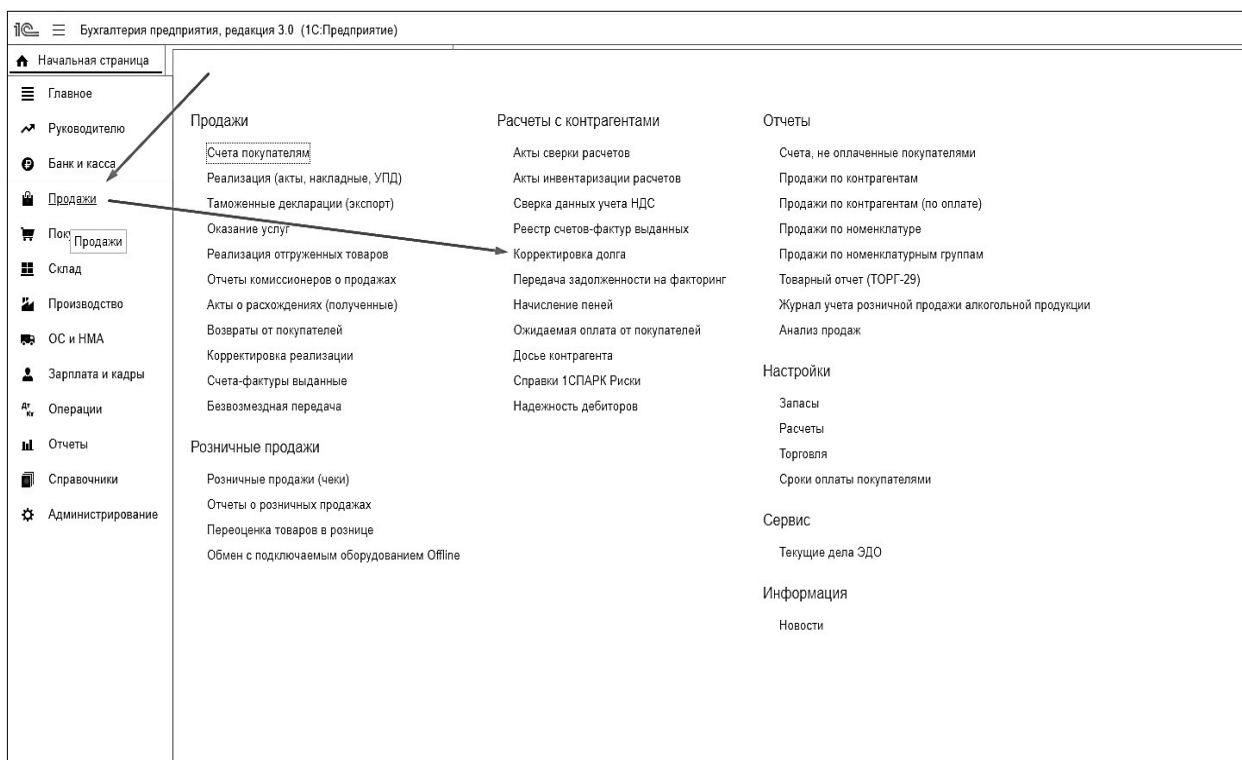 1С Бухгалтерия предприятия, редакция 3.0 (1С:Предприятие)
Начальная страница
Главное
Руководителю
Банк и касса
Продажи
Продажи
Склад
Производство
ОС и НМА
Зарплата и кадры
Дт Кт Операции
Отчеты
Справочники
Администрирование
Продажи
Счета покупателям
Реализация (акты, накладные, УПД)
Таможенные декларации (экспорт)
Оказание услуг
Реализация отгруженных товаров
Отчеты комиссионеров о продажах
Акты о расхождениях (полученные)
Возвраты от покупателей
Корректировка реализации
Счета-фактуры выданные
Безвозмездная передача
Розничные продажи
Розничные продажи (чеки)
Отчеты о розничных продажах
Переоценка товаров в рознице
Обмен с подключаемым оборудованием Offline
Расчеты с контрагентами
Акты сверки расчетов
Акты инвентаризации расчетов
Сверка данных учета НДС
Реестр счетов-фактур выданных
Корректировка долга
Передача задолженности на факторинг
Начисление пеней
Ожидаемая оплата от покупателей
Досье контрагента
Справки 1СПАРК Риски
Надежность дебиторов
Отчеты
Счета, не оплаченные покупателями
Продажи по контрагентам
Продажи по контрагентам (по оплате)
Продажи по номенклатуре
Продажи по номенклатурным группам
Товарный отчет (ТОРГ-29)
Журнал учета розничной продажи алкогольной продукции
Анализ продаж
Настройки
Запасы
Расчеты
Торговля
Сроки оплаты покупателями
Сервис
Текущие дела ЭДО
Информация
Новости